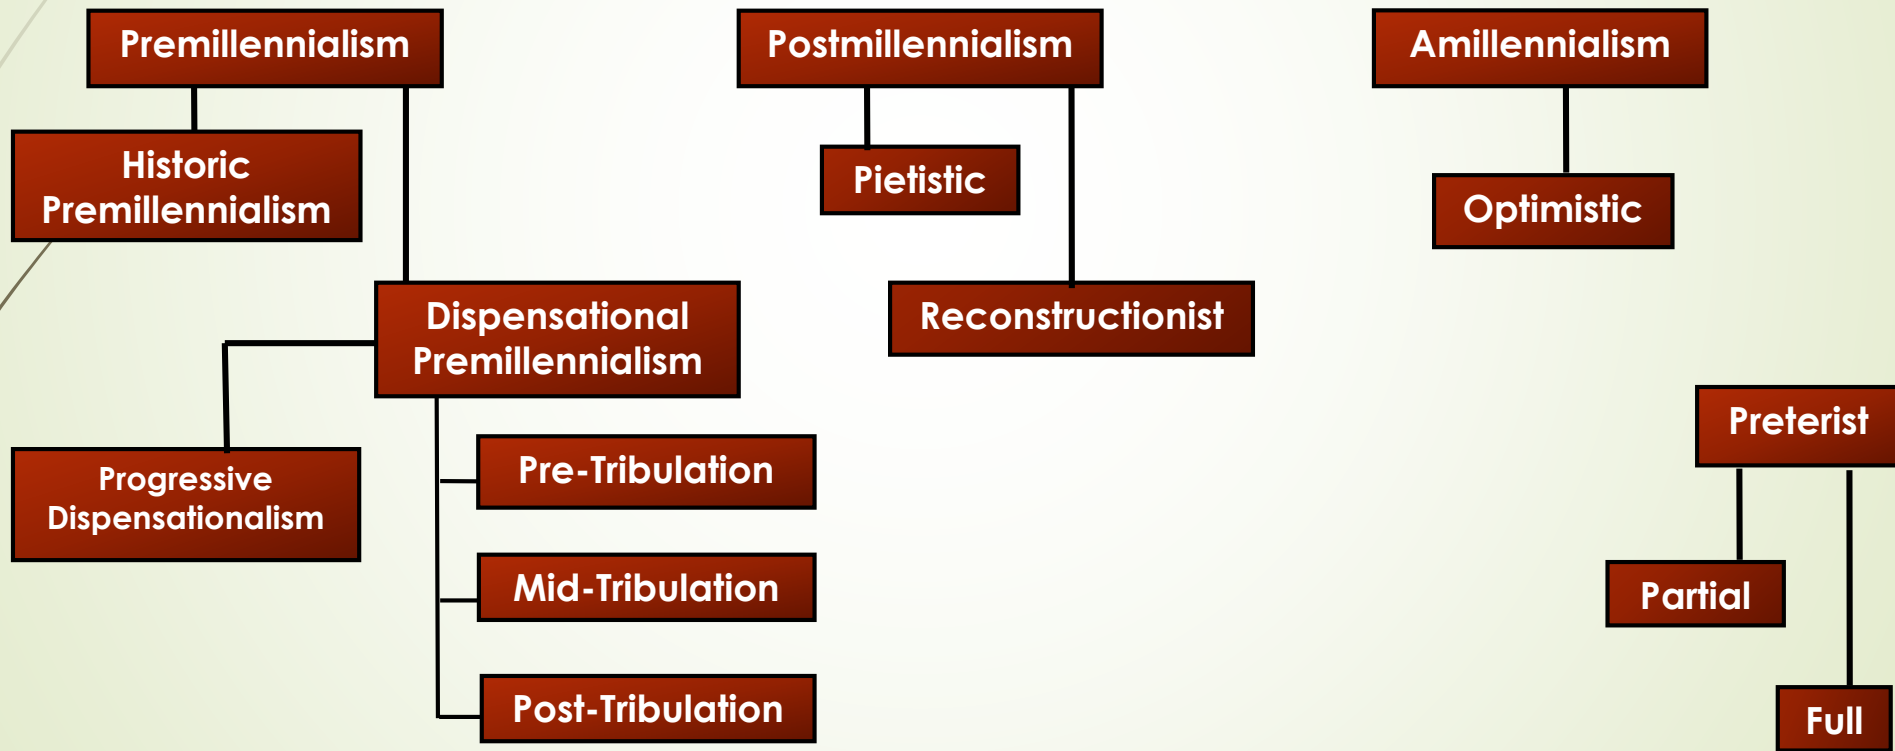 Premillennialism
Postmillennialism
Amillennialism
Historic
Premillennialism
Pietistic
Optimistic
Dispensational
Premillennialism
Reconstructionist
Preterist
Progressive
Dispensationalism
Pre-Tribulation
Mid-Tribulation
Partial
Post-Tribulation
Full